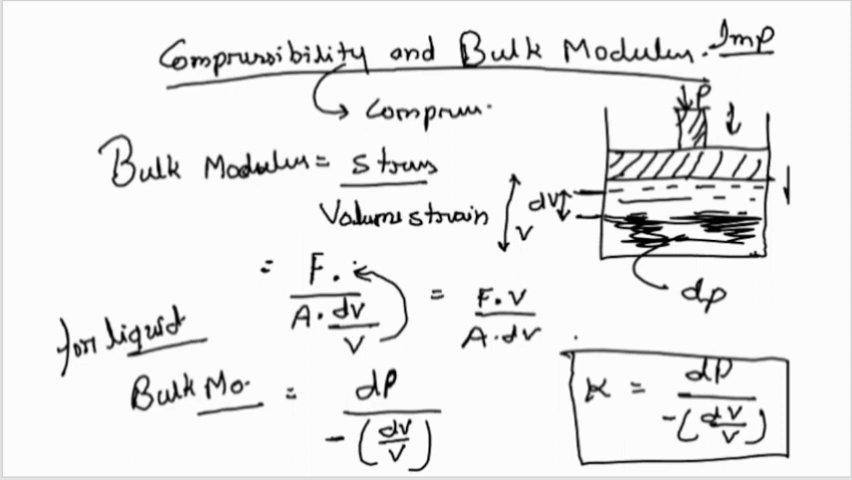 Compressibility and Bulk Modulus. Imp
→ Compress.
Bulk Modulus = stress / Volume strain
P
dv
V
dp
= F. / A. dv/V = F.V / A.dv
for liquid
Bulk Mo. = dP / -(dv/V)
K = dP / -(dv/V)